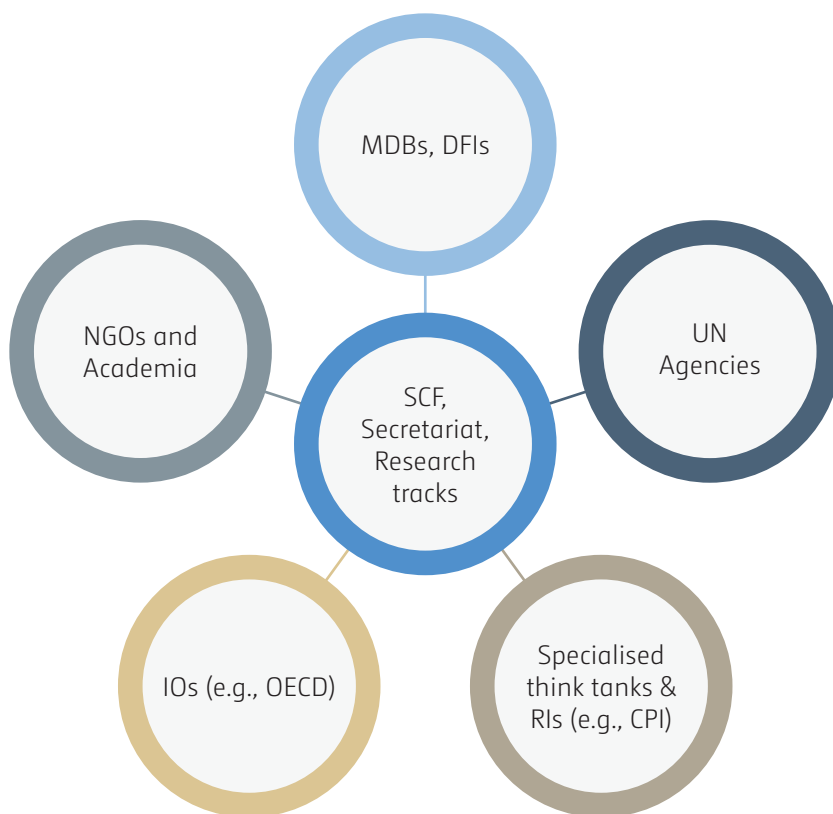 MDBs, DFIs
NGOs and
Academia
UN
Agencies
SCF,
Secretariat,
Research
tracks
IOs (e.g., OECD)
Specialised
think tanks &
RIs (e.g., CPI)